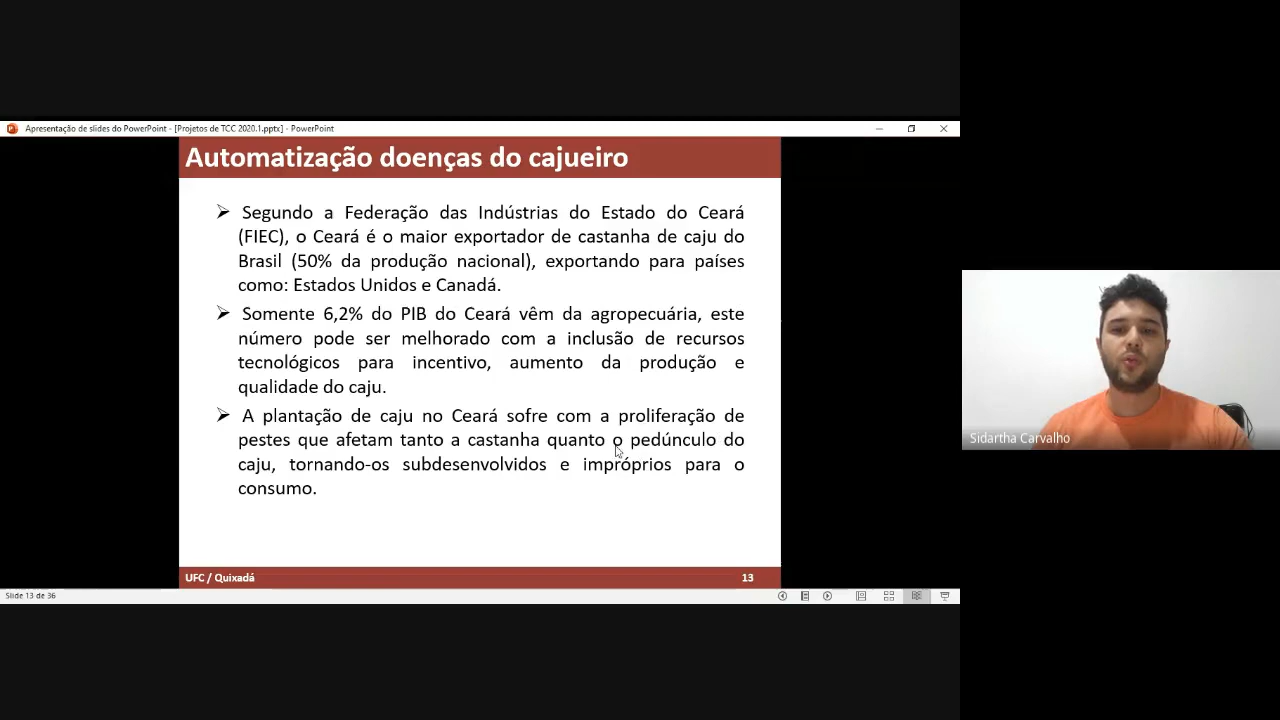 Apresentação de slides do PowerPoint - [Projetos de TCC 2020.1.pptx] - PowerPoint
Automatização doenças do cajueiro
Segundo a Federação das Indústrias do Estado do Ceará
(FIEC), o Ceará é o maior exportador de castanha de caju do
Brasil (50% da produção nacional), exportando para países
como: Estados Unidos e Canadá.
Somente 6,2% do PIB do Ceará vêm da agropecuária, este
número pode ser melhorado com a inclusão de recursos
tecnológicos para incentivo, aumento da produção e
qualidade do caju.
A plantação de caju no Ceará sofre com a proliferação de
pestes que afetam tanto a castanha quanto o pedúnculo do
caju, tornando-os subdesenvolvidos e impróprios para o
consumo.
UFC / Quixadá
13
Slide 13 de 36
Sidartha Carvalho